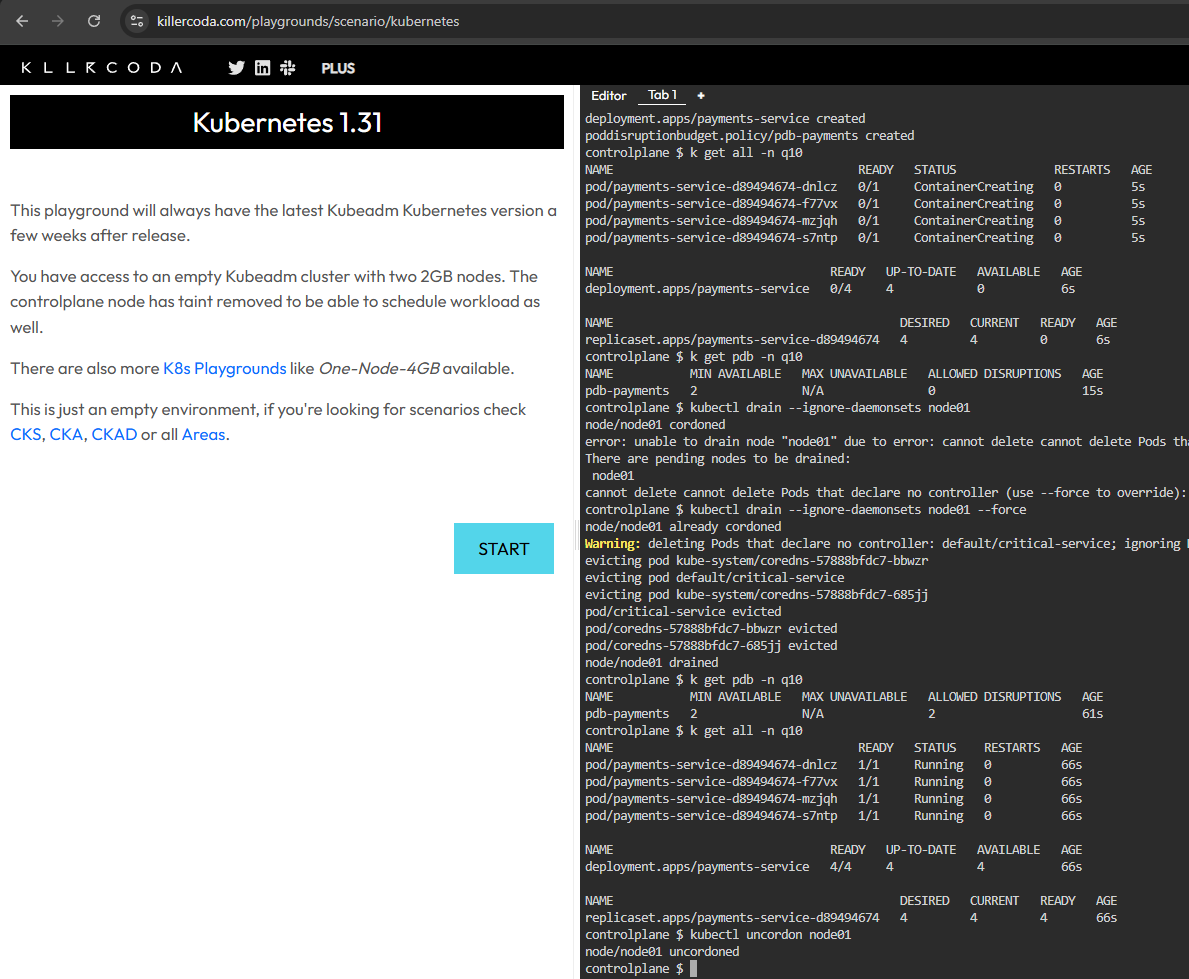 killercoda.com/playgrounds/scenario/kubernetes
KLLRCODA
PLUS
Kubernetes 1.31
This playground will always have the latest Kubeadm Kubernetes version a
few weeks after release.
You have access to an empty Kubeadm cluster with two 2GB nodes. The
controlplane node has taint removed to be able to schedule workload as
well.
There are also more K8s Playgrounds like One-Node-4GB available.
This is just an empty environment, if you're looking for scenarios check
CKS, CKA, CKAD or all Areas.
START
Editor Tab 1 +
deployment.apps/payments-service created
poddisruptionbudget.policy/pdb-payments created
controlplane $ k get all -n q10
NAME READY STATUS RESTARTS AGE
pod/payments-service-d89494674-dnlcz 0/1 ContainerCreating 0 5s
pod/payments-service-d89494674-f77vx 0/1 ContainerCreating 0 5s
pod/payments-service-d89494674-mzjqh 0/1 ContainerCreating 0 5s
pod/payments-service-d89494674-s7ntp 0/1 ContainerCreating 0 5s
NAME READY UP-TO-DATE AVAILABLE AGE
deployment.apps/payments-service 0/4 4 0 6s
NAME DESIRED CURRENT READY AGE
replicaset.apps/payments-service-d89494674 4 4 0 6s
controlplane $ k get pdb -n q10
NAME MIN AVAILABLE MAX UNAVAILABLE ALLOWED DISRUPTIONS AGE
pdb-payments 2 N/A 0 15s
controlplane $ kubectl drain --ignore-daemonsets node01
node/node01 cordoned
error: unable to drain node "node01" due to error: cannot delete cannot delete Pods tha
There are pending nodes to be drained:
node01
cannot delete cannot delete Pods that declare no controller (use --force to override):
controlplane $ kubectl drain --ignore-daemonsets node01 --force
node/node01 already cordoned
Warning: deleting Pods that declare no controller: default/critical-service; ignoring
evicting pod kube-system/coredns-57888bfdc7-bbwzr
evicting pod default/critical-service
evicting pod kube-system/coredns-57888bfdc7-685jj
pod/critical-service evicted
pod/coredns-57888bfdc7-bbwzr evicted
pod/coredns-57888bfdc7-685jj evicted
node/node01 drained
controlplane $ k get pdb -n q10
NAME MIN AVAILABLE MAX UNAVAILABLE ALLOWED DISRUPTIONS AGE
pdb-payments 2 N/A 2 61s
controlplane $ k get all -n q10
NAME READY STATUS RESTARTS AGE
pod/payments-service-d89494674-dnlcz 1/1 Running 0 66s
pod/payments-service-d89494674-f77vx 1/1 Running 0 66s
pod/payments-service-d89494674-mzjqh 1/1 Running 0 66s
pod/payments-service-d89494674-s7ntp 1/1 Running 0 66s
NAME READY UP-TO-DATE AVAILABLE AGE
deployment.apps/payments-service 4/4 4 4 66s
NAME DESIRED CURRENT READY AGE
replicaset.apps/payments-service-d89494674 4 4 4 66s
controlplane $ kubectl uncordon node01
node/node01 uncordoned
controlplane $